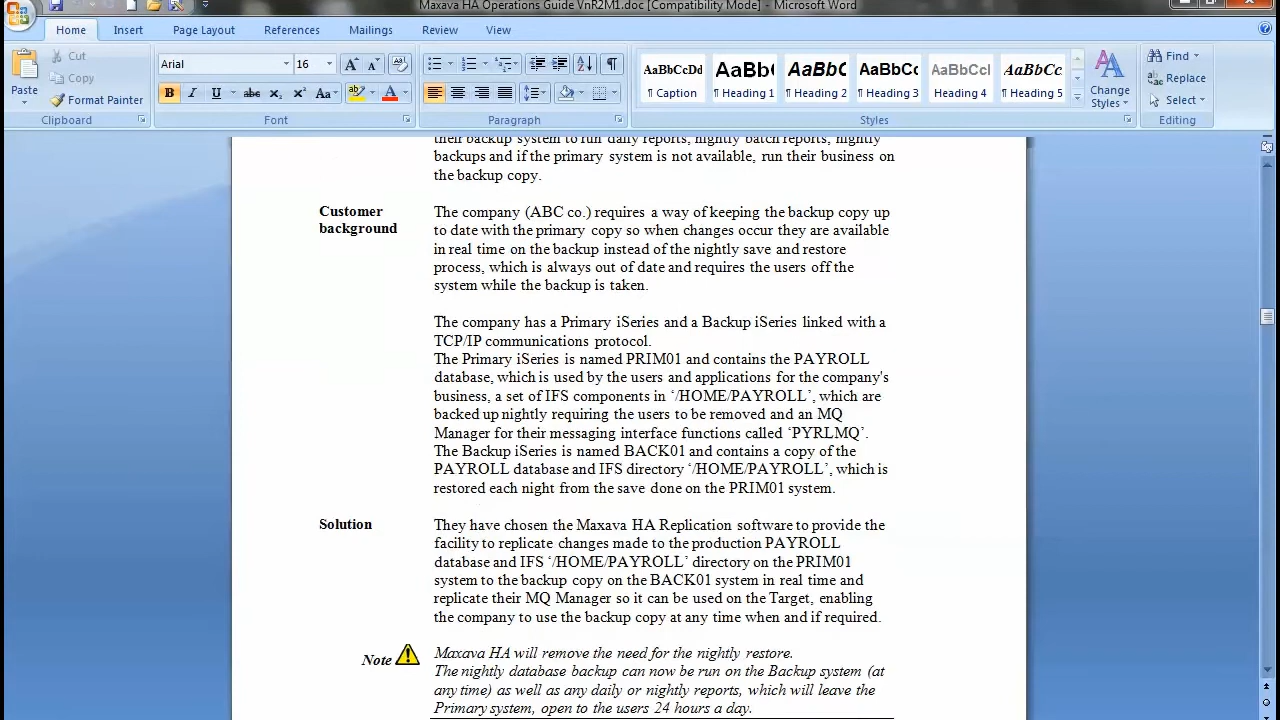 Maxava HA Operations Guide VnR2M1.doc [Compatibility Mode] - Microsoft Word
Home Insert Page Layout References Mailings Review View
Cut
Copy
Format Painter
Paste
Clipboard
Arial 16
B I U abc x₂ x² Aa
Font
Paragraph
AaBbCcDd AaBb( AaBbC AaBbCc AaBbCcI AaBbCc
¶ Caption ¶ Heading 1 ¶ Heading 2 ¶ Heading 3 Heading 4 ¶ Heading 5
Change
Styles
Styles
Find
Replace
Select
Editing
their backup system to run daily reports, nightly batch reports, nightly
backups and if the primary system is not available, run their business on
the backup copy.
Customer
background
The company (ABC co.) requires a way of keeping the backup copy up
to date with the primary copy so when changes occur they are available
in real time on the backup instead of the nightly save and restore
process, which is always out of date and requires the users off the
system while the backup is taken.
The company has a Primary iSeries and a Backup iSeries linked with a
TCP/IP communications protocol.
The Primary iSeries is named PRIM01 and contains the PAYROLL
database, which is used by the users and applications for the company's
business, a set of IFS components in ‘/HOME/PAYROLL’, which are
backed up nightly requiring the users to be removed and an MQ
Manager for their messaging interface functions called ‘PYRLMQ’.
The Backup iSeries is named BACK01 and contains a copy of the
PAYROLL database and IFS directory ‘/HOME/PAYROLL’, which is
restored each night from the save done on the PRIM01 system.
Solution
They have chosen the Maxava HA Replication software to provide the
facility to replicate changes made to the production PAYROLL
database and IFS ‘/HOME/PAYROLL’ directory on the PRIM01
system to the backup copy on the BACK01 system in real time and
replicate their MQ Manager so it can be used on the Target, enabling
the company to use the backup copy at any time when and if required.
Note
Maxava HA will remove the need for the nightly restore.
The nightly database backup can now be run on the Backup system (at
any time) as well as any daily or nightly reports, which will leave the
Primary system, open to the users 24 hours a day.